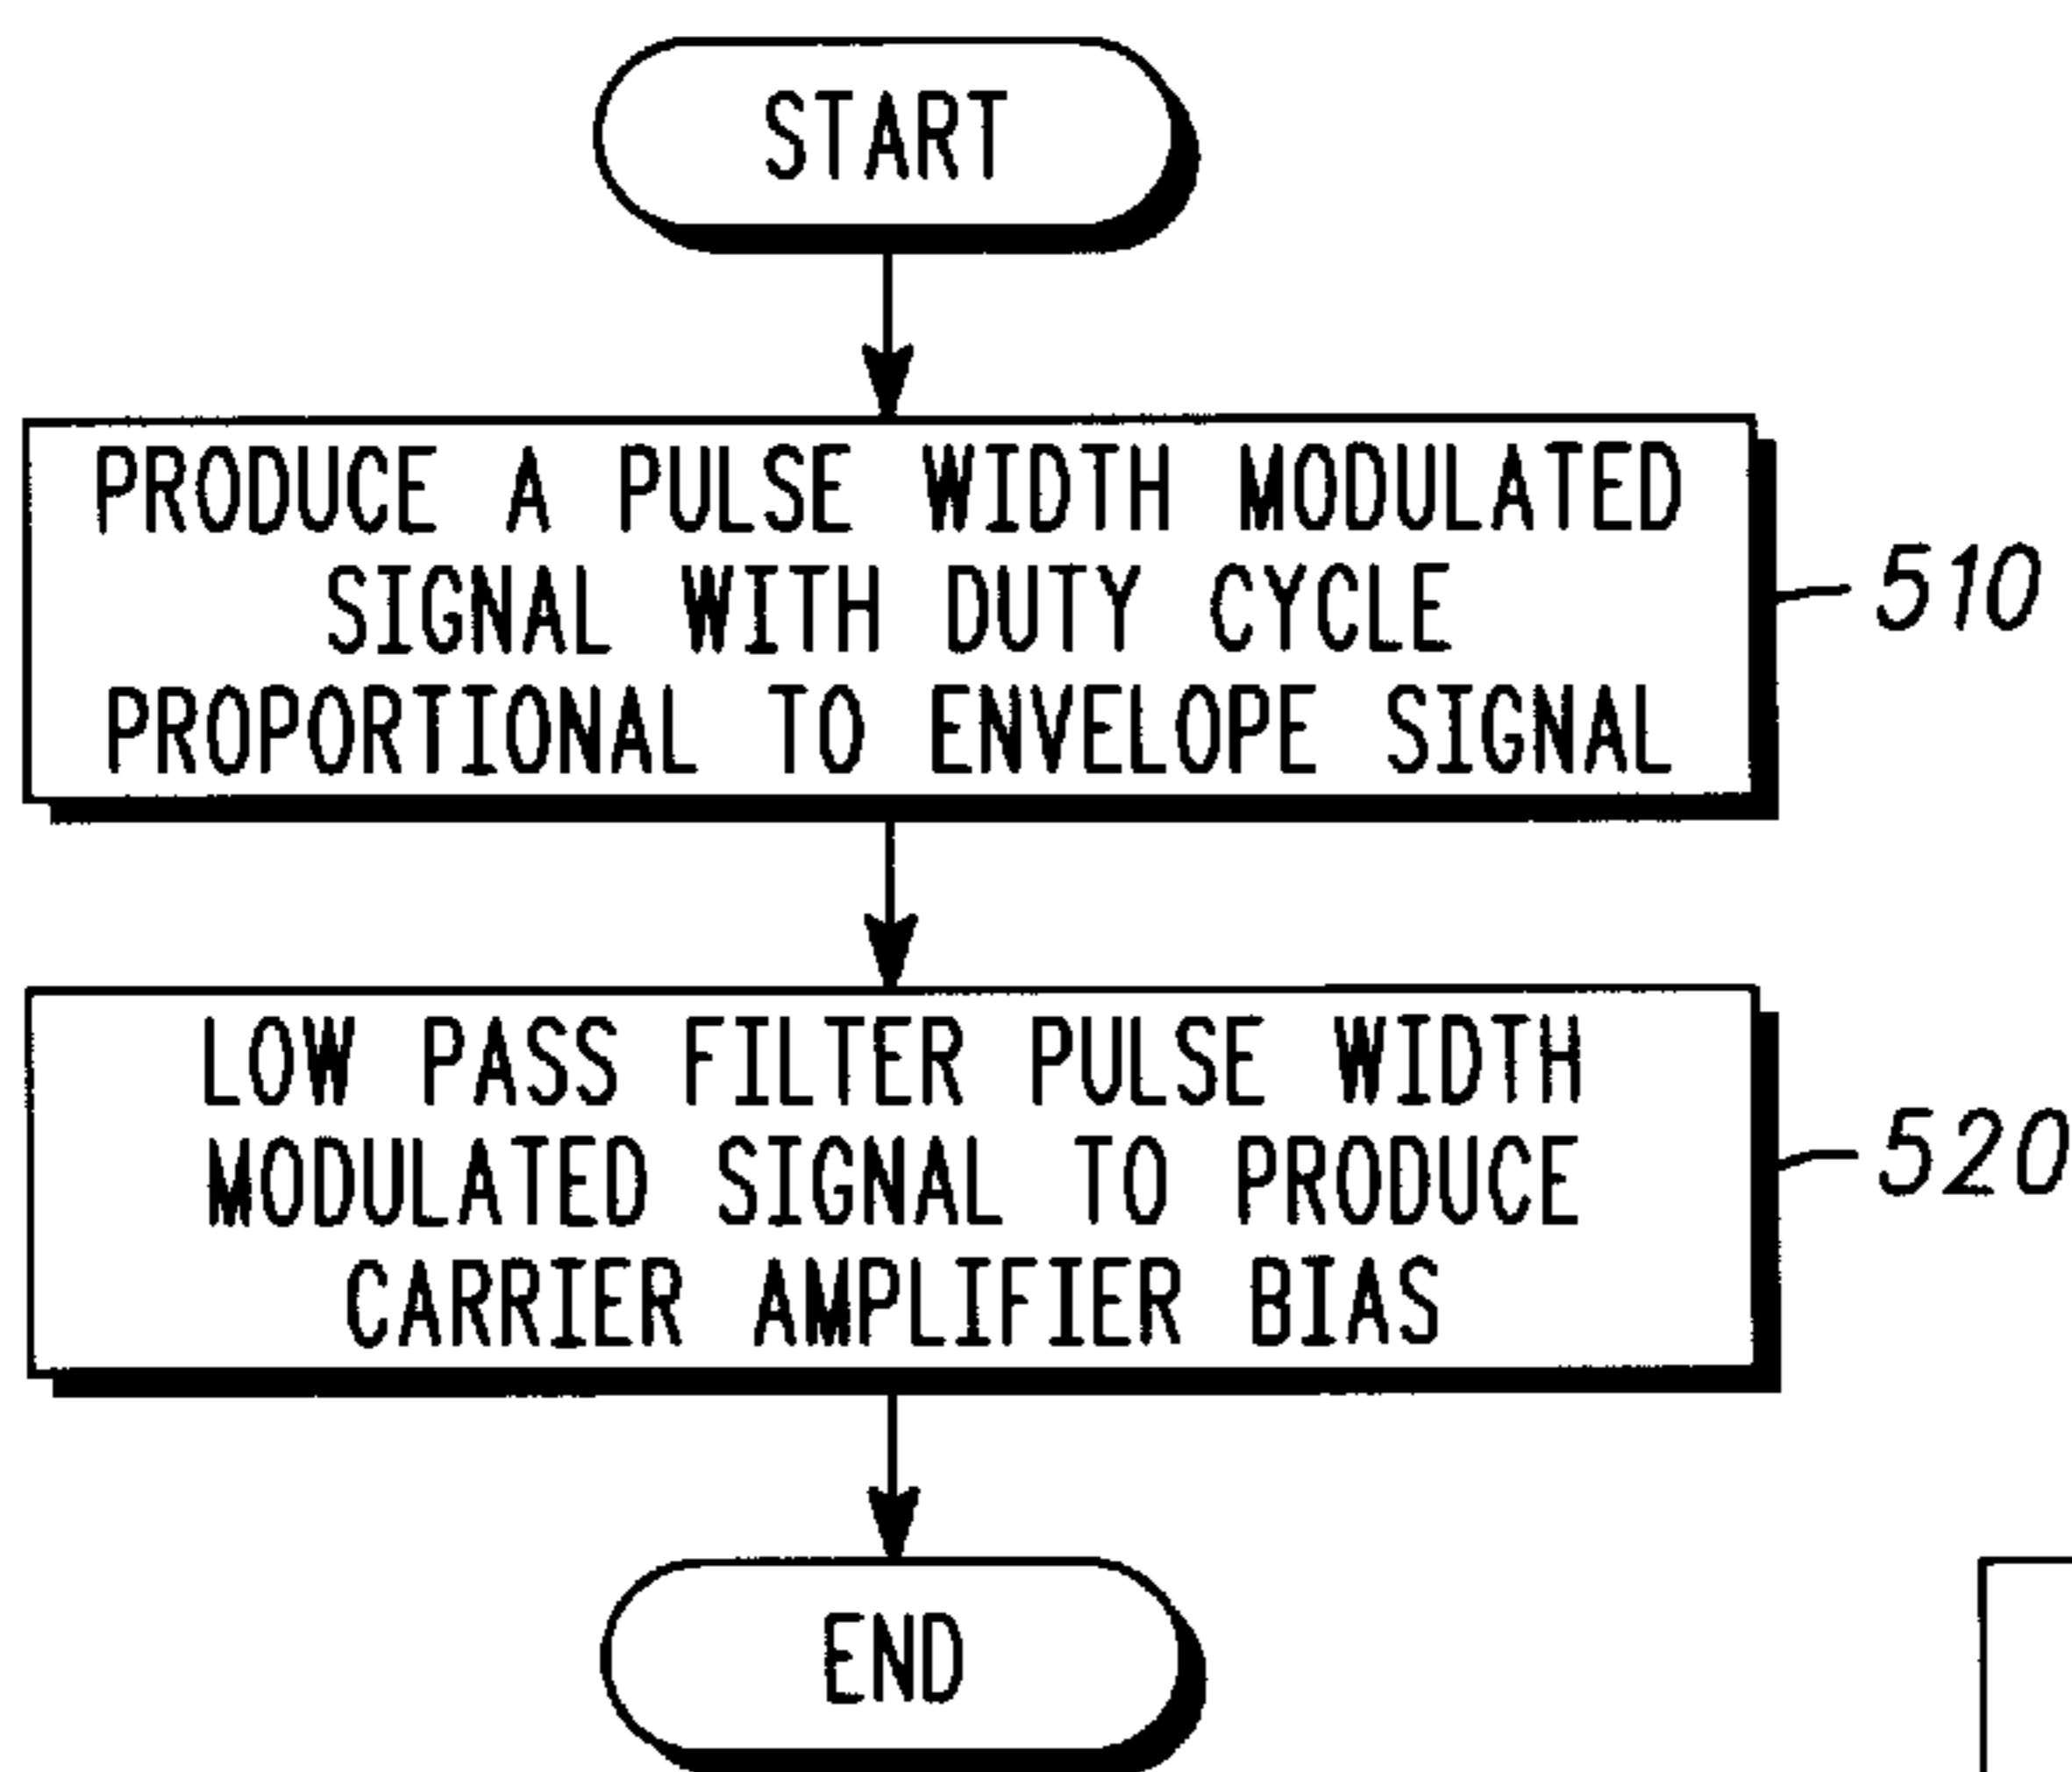 START
PRODUCE A PULSE WIDTH MODULATED
SIGNAL WITH DUTY CYCLE
PROPORTIONAL TO ENVELOPE SIGNAL
510
LOW PASS FILTER PULSE WIDTH
MODULATED SIGNAL TO PRODUCE
CARRIER AMPLIFIER BIAS
520
END